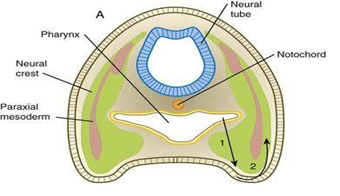 A
Neural
tube
Pharynx
Notochord
Neural
crest
Paraxial
mesoderm
1
2